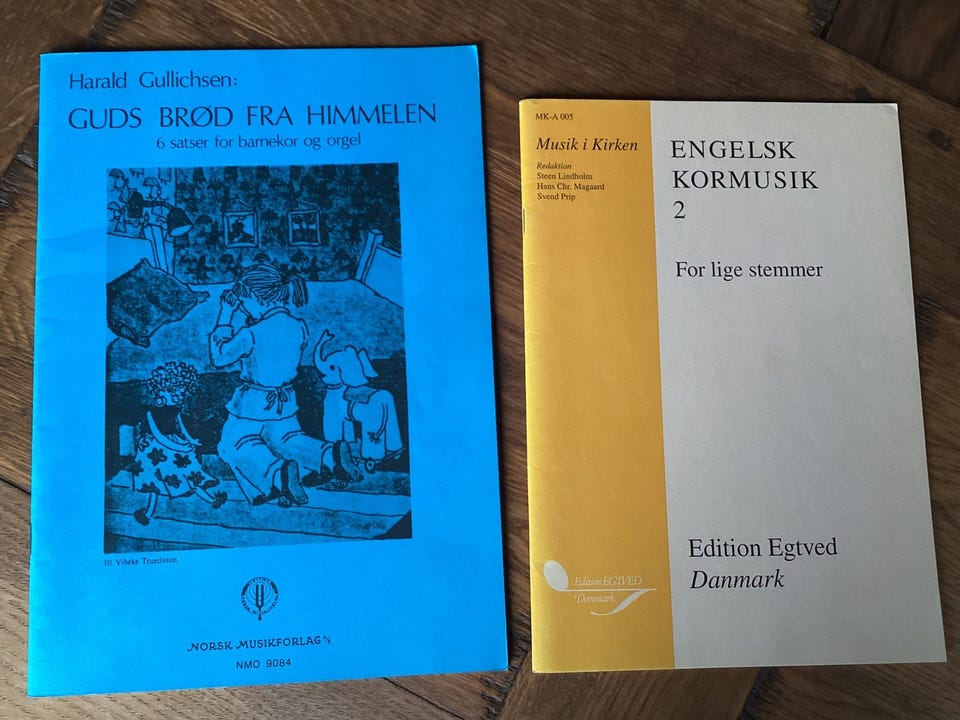 Harald Gullichsen:
GUDS BRØD FRA HIMMELEN
6 satser for barnekor og orgel
Ill. Vibeke Truedsson
NORSK MUSIKFORLAG A/S
NMO 9084
MK-A 005
Musik i Kirken
Redaktion
Steen Lindholm
Hans Chr. Magaard
Svend Prip
ENGELSK
KORMUSIK
2
For lige stemmer
Edition Egtved
Danmark
Edition EGTVED
Danmark